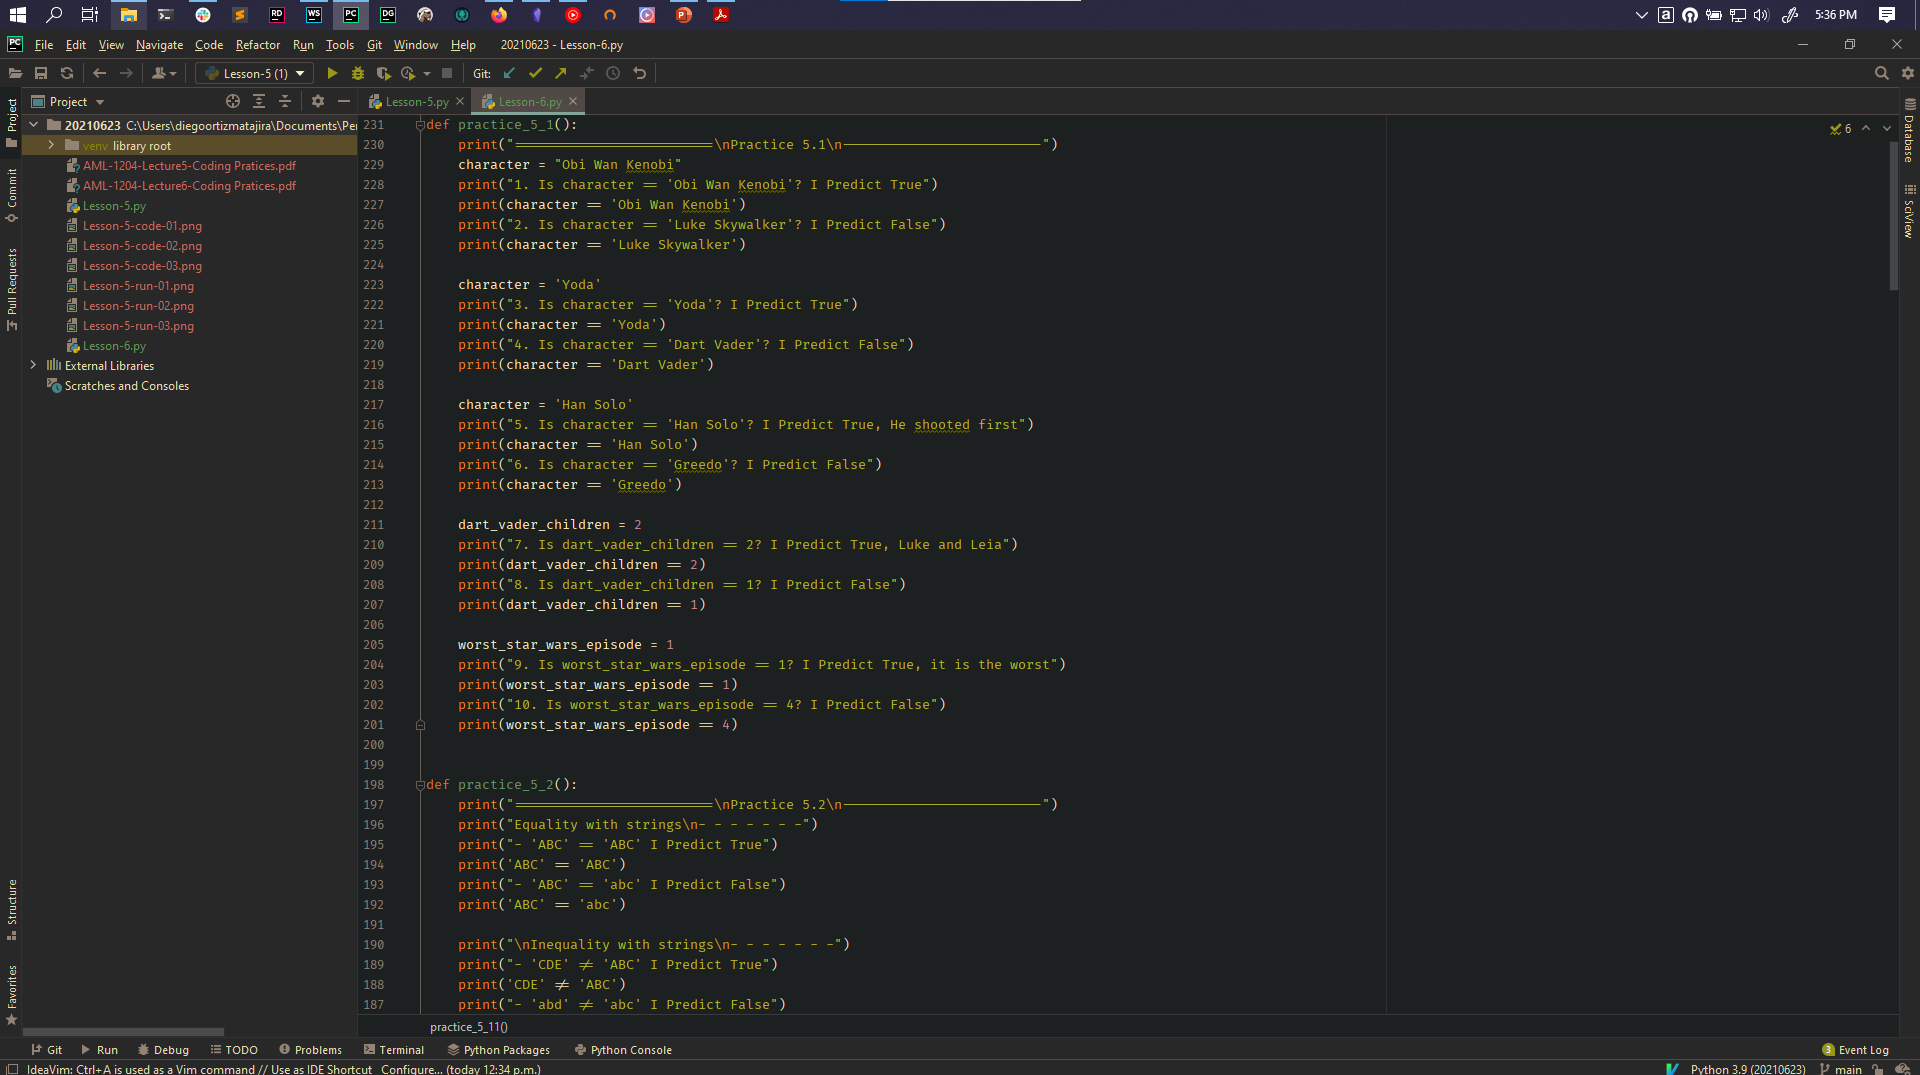 RD
WS
PC
DG
5:36 PM
PC File Edit View Navigate Code Refactor Run Tools Git Window Help 20210623 - Lesson-6.py
Lesson-5 (1) Git:
Project
Lesson-5.py Lesson-6.py
20210623 C:\Users\diegoortizmatajira\Documents\Per
venv library root
AML-1204-Lecture5-Coding Pratices.pdf
AML-1204-Lecture6-Coding Pratices.pdf
Lesson-5.py
Lesson-5-code-01.png
Lesson-5-code-02.png
Lesson-5-code-03.png
Lesson-5-run-01.png
Lesson-5-run-02.png
Lesson-5-run-03.png
Lesson-6.py
External Libraries
Scratches and Consoles
Project
Commit
Pull Requests
Structure
Favorites
231 def practice_5_1():
230 print("=========================\nPractice 5.1\n-------------------------")
229 character = "Obi Wan Kenobi"
228 print("1. Is character == 'Obi Wan Kenobi'? I Predict True")
227 print(character == 'Obi Wan Kenobi')
226 print("2. Is character == 'Luke Skywalker'? I Predict False")
225 print(character == 'Luke Skywalker')
224
223 character = 'Yoda'
222 print("3. Is character == 'Yoda'? I Predict True")
221 print(character == 'Yoda')
220 print("4. Is character == 'Dart Vader'? I Predict False")
219 print(character == 'Dart Vader')
218
217 character = 'Han Solo'
216 print("5. Is character == 'Han Solo'? I Predict True, He shooted first")
215 print(character == 'Han Solo')
214 print("6. Is character == 'Greedo'? I Predict False")
213 print(character == 'Greedo')
212
211 dart_vader_children = 2
210 print("7. Is dart_vader_children == 2? I Predict True, Luke and Leia")
209 print(dart_vader_children == 2)
208 print("8. Is dart_vader_children == 1? I Predict False")
207 print(dart_vader_children == 1)
206
205 worst_star_wars_episode = 1
204 print("9. Is worst_star_wars_episode == 1? I Predict True, it is the worst")
203 print(worst_star_wars_episode == 1)
202 print("10. Is worst_star_wars_episode == 4? I Predict False")
201 print(worst_star_wars_episode == 4)
200
199
198 def practice_5_2():
197 print("=========================\nPractice 5.2\n-------------------------")
196 print("Equality with strings\n- - - - - - -")
195 print("- 'ABC' == 'ABC' I Predict True")
194 print('ABC' == 'ABC')
193 print("- 'ABC' == 'abc' I Predict False")
192 print('ABC' == 'abc')
191
190 print("\nInequality with strings\n- - - - - - -")
189 print("- 'CDE' != 'ABC' I Predict True")
188 print('CDE' != 'ABC')
187 print("- 'abd' != 'abc' I Predict False")
practice_5_11()
6
Database
SciView
Git Run Debug TODO Problems Terminal Python Packages Python Console 3 Event Log
IdeaVim: Ctrl+A is used as a Vim command // Use as IDE Shortcut Configure... (today 12:34 p.m.) Python 3.9 (20210623) main